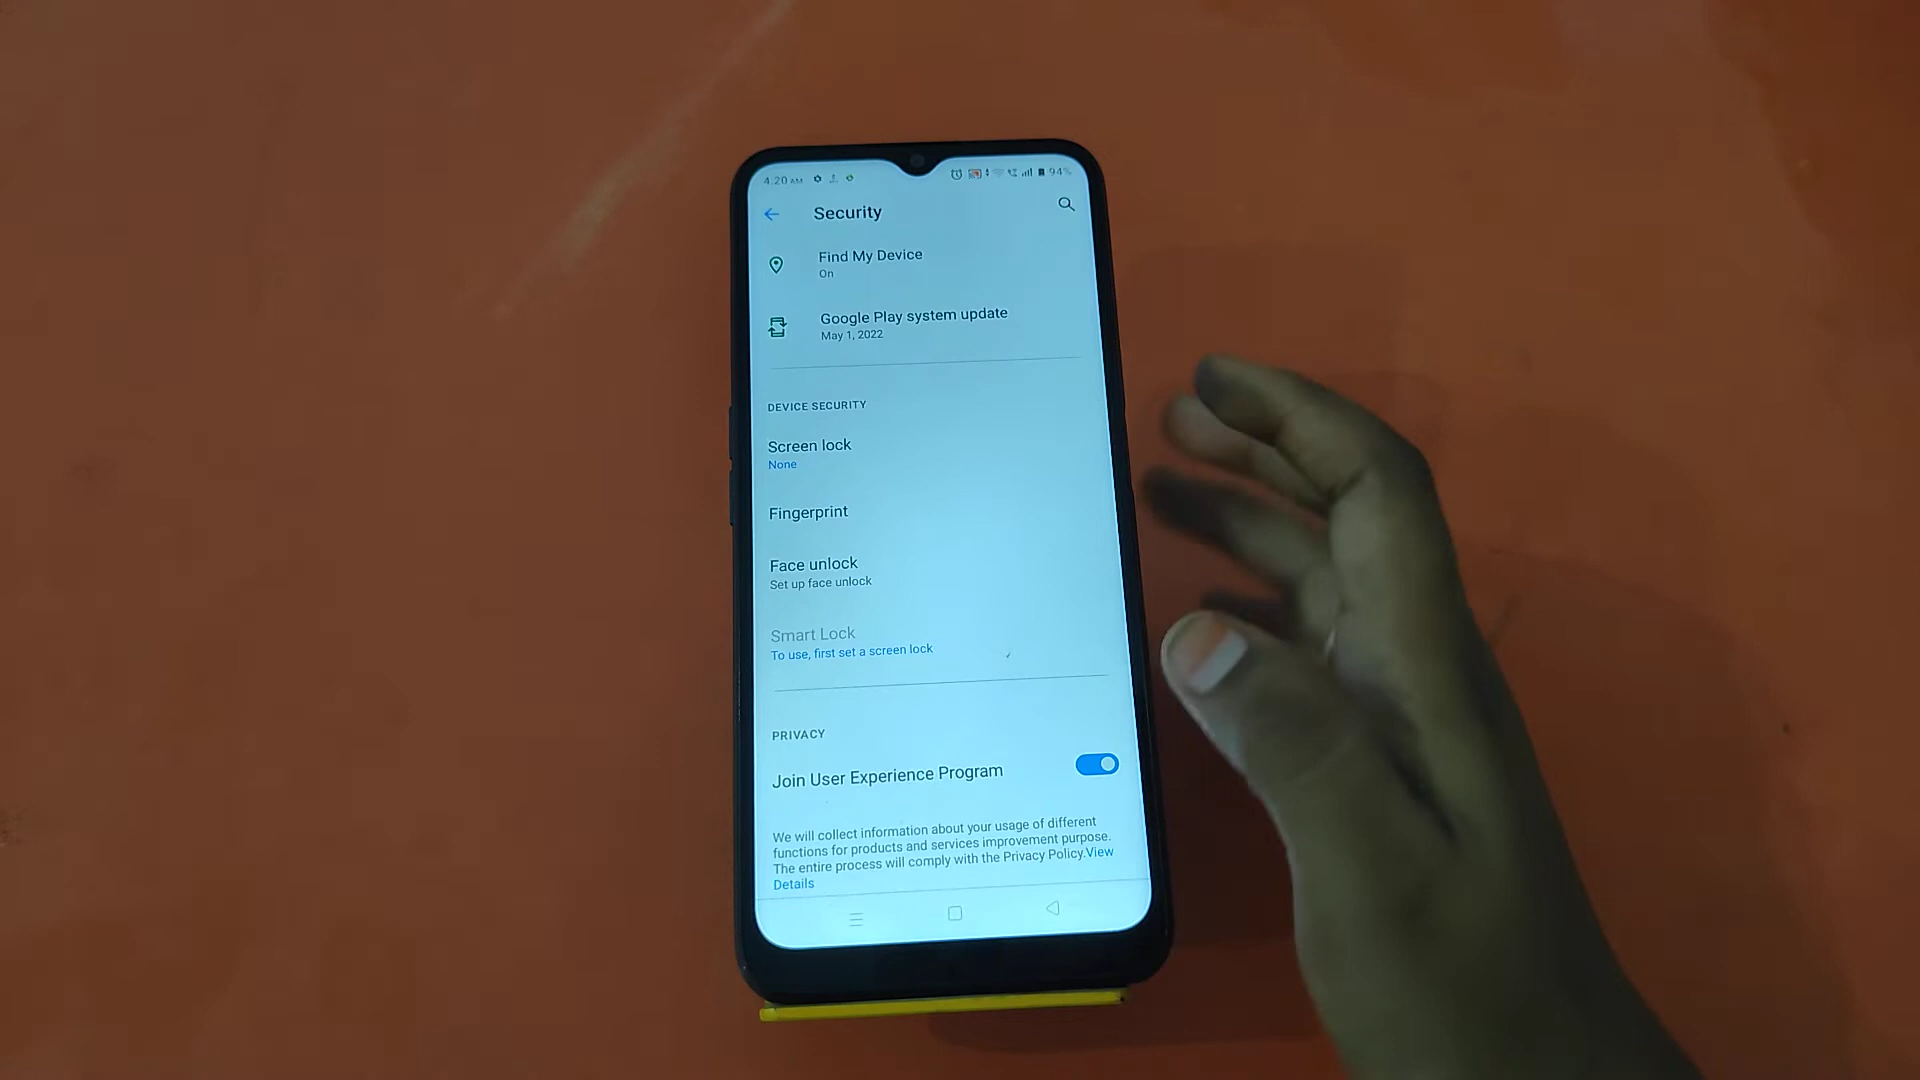 4:20 AM 94%
Security
Find My Device
On
Google Play system update
May 1, 2022
DEVICE SECURITY
Screen lock
None
Fingerprint
Face unlock
Set up face unlock
Smart Lock
To use, first set a screen lock
PRIVACY
Join User Experience Program
We will collect information about your usage of different
functions for products and services improvement purpose.
The entire process will comply with the Privacy Policy.View
Details